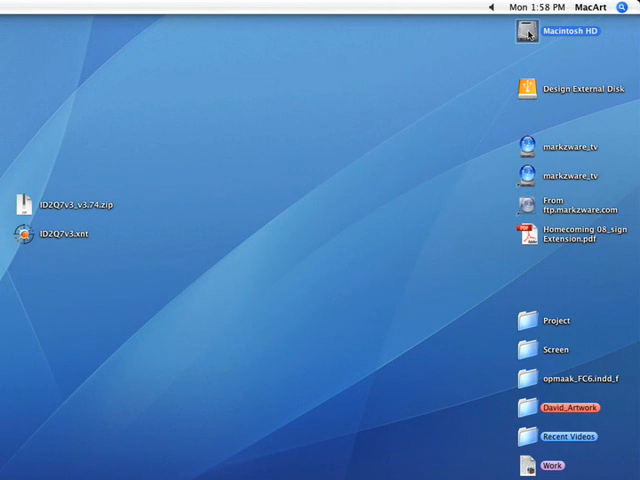 Mon 1:58 PM MacArt
Macintosh HD
Design External Disk
markzware_tv
markzware_tv
From
ftp.markzware.com
Homecoming 08_sign
Extension.pdf
ID2Q7v3_v3.74.zip
ID2Q7v3.xnt
Project
Screen
opmaak_FC6.indd_f
David_Artwork
Recent Videos
Work